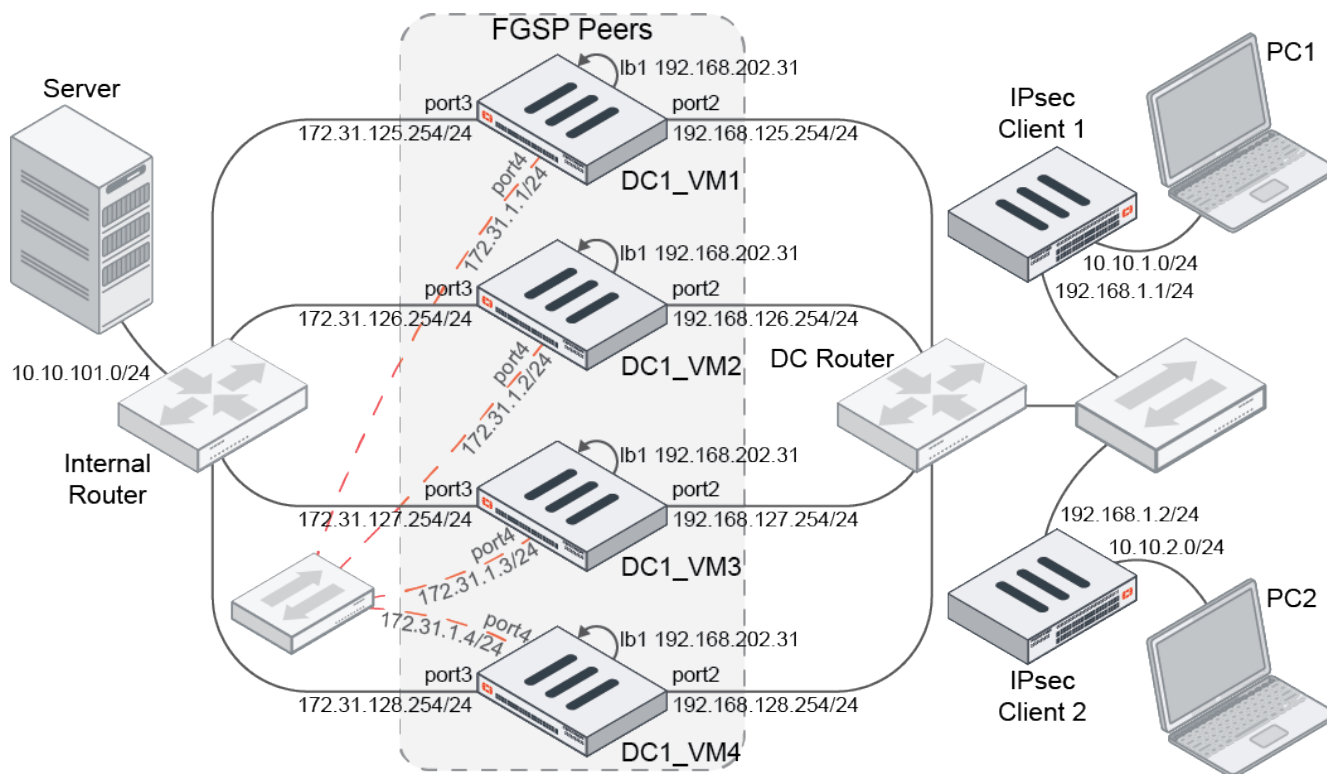 FGSP Peers
Server
port3
172.31.125.254/24
lb1 192.168.202.31
port2
192.168.125.254/24
DC1_VM1
port4
172.31.1.1/24
port3
172.31.126.254/24
lb1 192.168.202.31
port2
192.168.126.254/24
DC1_VM2
port4
172.31.1.2/24
10.10.101.0/24
Internal
Router
port3
172.31.127.254/24
lb1 192.168.202.31
port2
192.168.127.254/24
DC1_VM3
port4
172.31.1.3/24
port4
172.31.1.4/24
port3
172.31.128.254/24
lb1 192.168.202.31
port2
192.168.128.254/24
DC1_VM4
DC Router
IPsec
Client 1
PC1
10.10.1.0/24
192.168.1.1/24
192.168.1.2/24
10.10.2.0/24
IPsec
Client 2
PC2